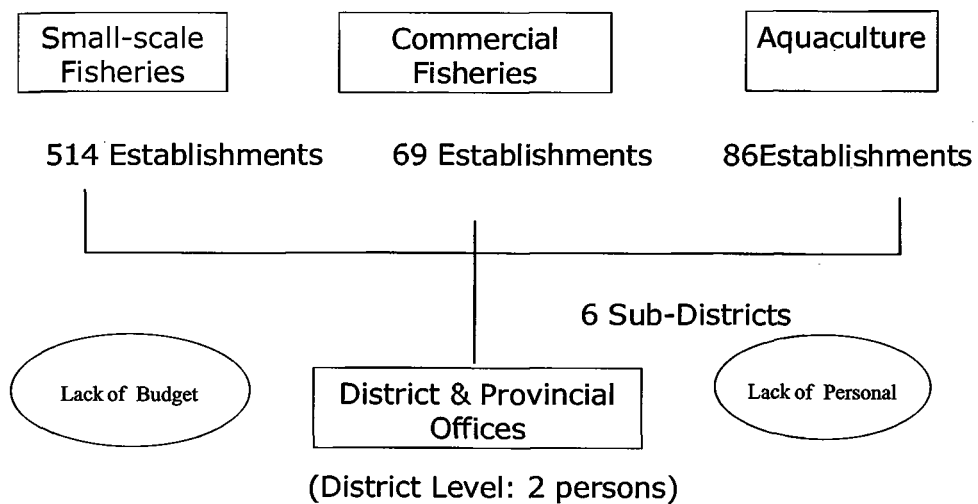 Small-scale
Fisheries
Commercial
Fisheries
Aquaculture
514 Establishments
69 Establishments
86Establishments
6 Sub-Districts
Lack of Budget
District & Provincial
Offices
Lack of Personal
(District Level: 2 persons)